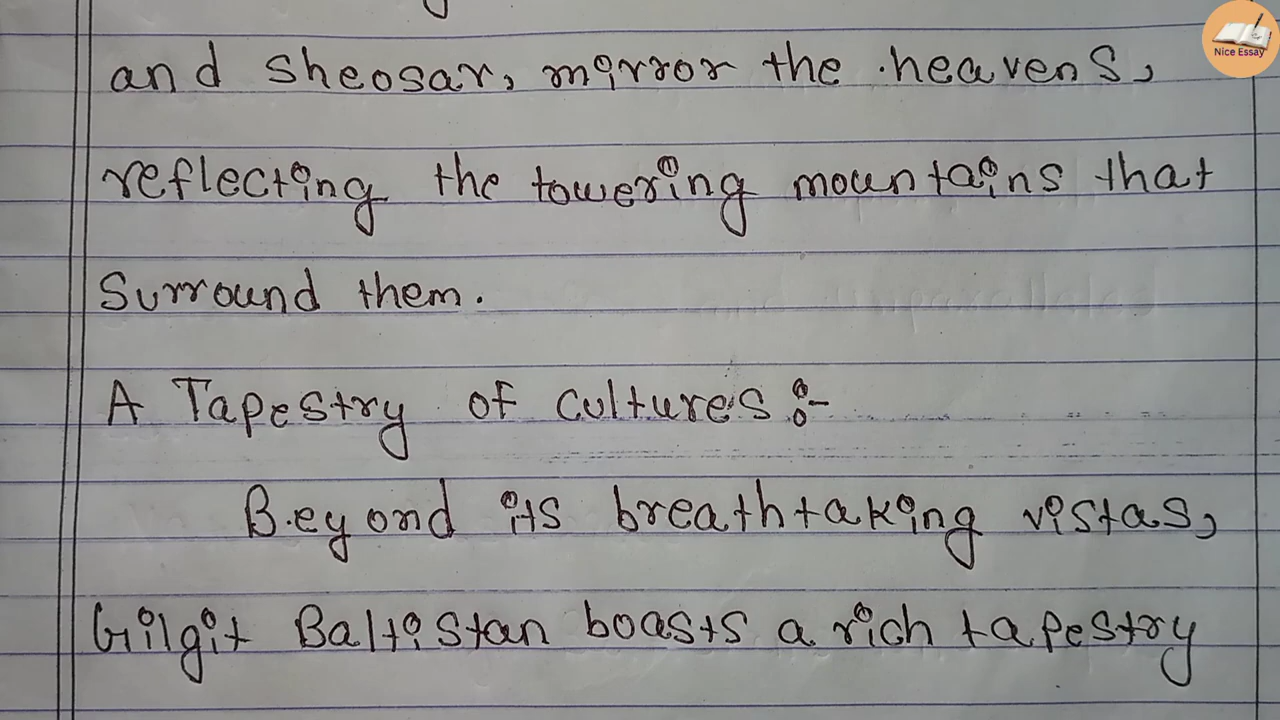 Nice Essay
and Sheosar, mirror the heavens,
reflecting the towering mountains that
Surround them.
A Tapestry of cultures :-
Beyond its breathtaking vistas,
Gilgit Baltistan boasts a rich tapestry